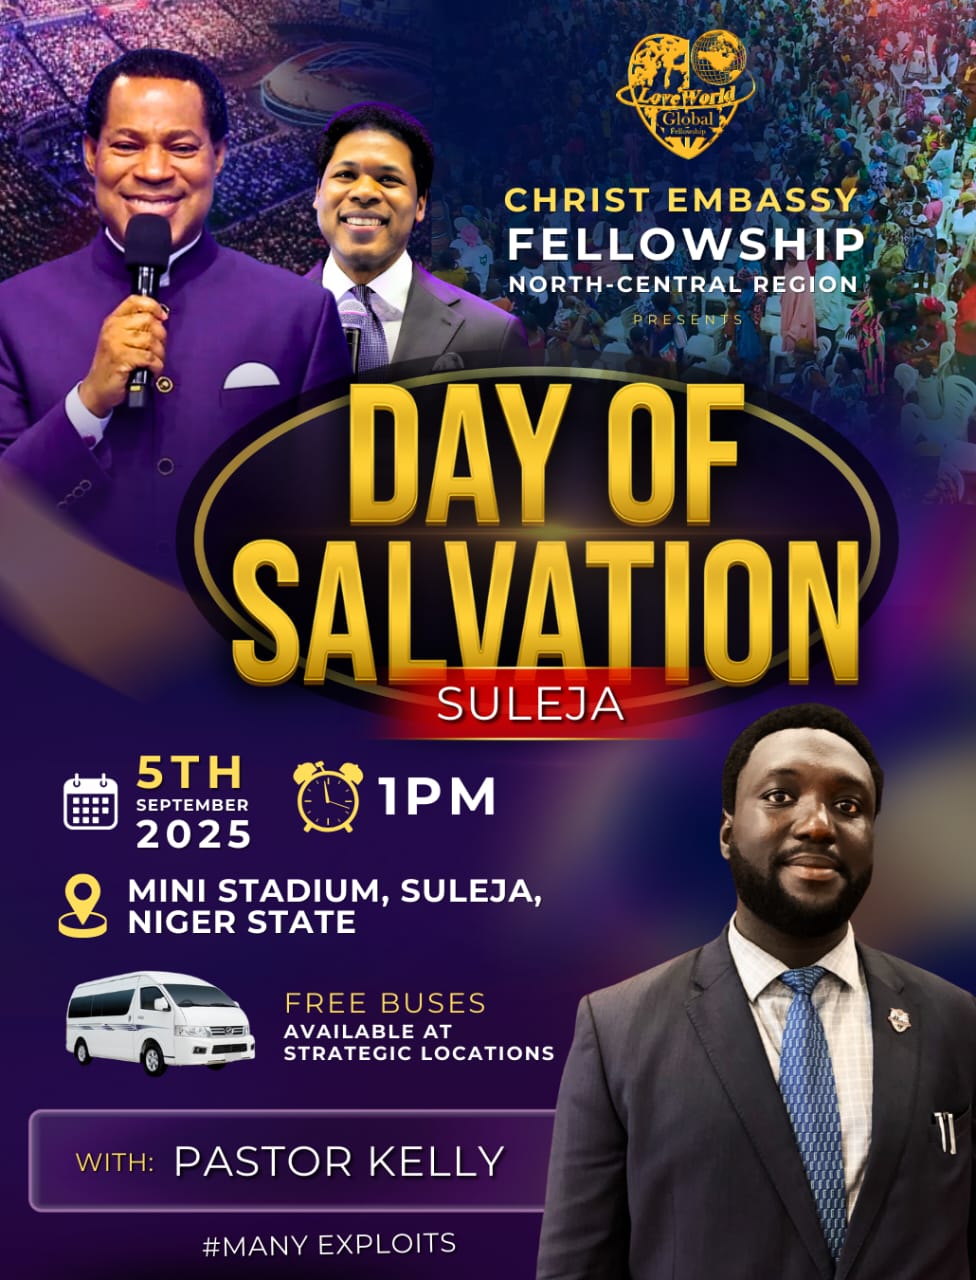 LoveWorld
Global
Fellowship
CHRIST EMBASSY
FELLOWSHIP
NORTH-CENTRAL REGION
PRESENTS
DAY OF
SALVATION
SULEJA
5TH
SEPTEMBER
2025
1PM
MINI STADIUM, SULEJA,
NIGER STATE
FREE BUSES
AVAILABLE AT
STRATEGIC LOCATIONS
WITH: PASTOR KELLY
#MANY EXPLOITS